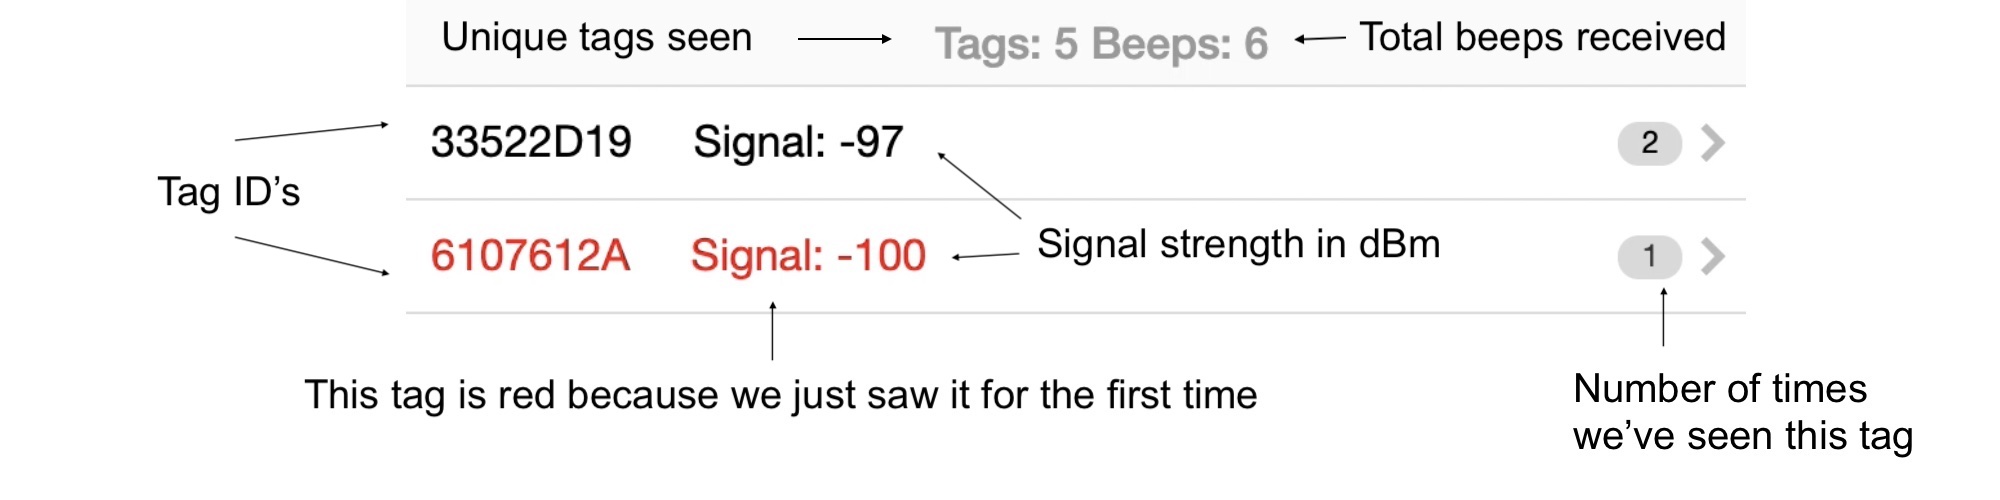 Unique tags seen Tags: 5 Beeps: 6 Total beeps received
33522D19 Signal: -97 2
Tag ID’s
6107612A Signal: -100 Signal strength in dBm 1
This tag is red because we just saw it for the first time
Number of times
we’ve seen this tag